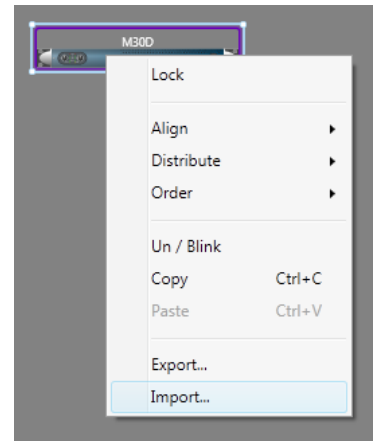 M30D
Lock
Align
Distribute
Order
Un / Blink
Copy Ctrl+C
Paste Ctrl+V
Export...
Import...